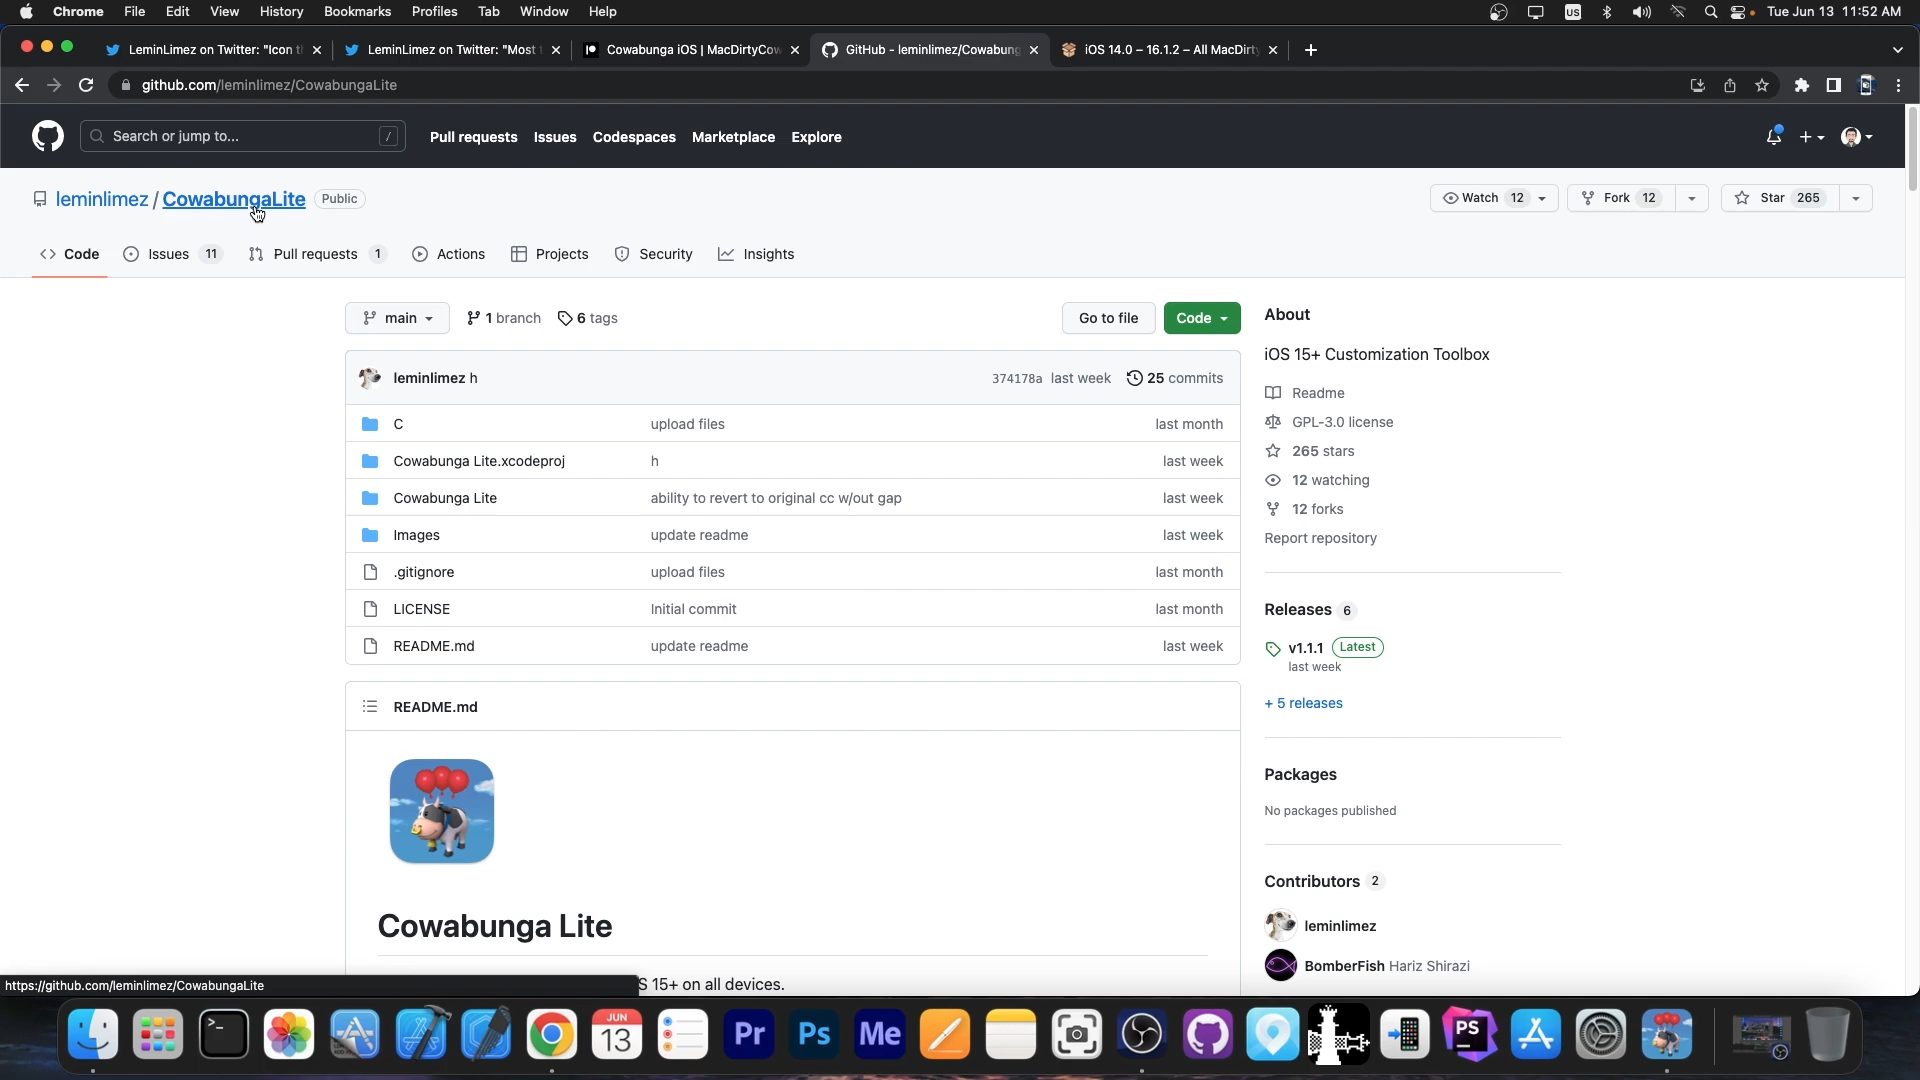 Chrome File Edit View History Bookmarks Profiles Tab Window Help US Tue Jun 13 11:52 AM
LeminLimez on Twitter: "Icon t LeminLimez on Twitter: "Most Cowabunga iOS | MacDirtyCow GitHub - leminlimez/Cowabung iOS 14.0 – 16.1.2 – All MacDirty
github.com/leminlimez/CowabungaLite
Search or jump to... / Pull requests Issues Codespaces Marketplace Explore
leminlimez / CowabungaLite Public Watch 12 Fork 12 Star 265
Code Issues 11 Pull requests 1 Actions Projects Security Insights
main 1 branch 6 tags Go to file Code
About
iOS 15+ Customization Toolbox
Readme
GPL-3.0 license
265 stars
12 watching
12 forks
Report repository
leminlimez h 374178a last week 25 commits
C upload files last month
Cowabunga Lite.xcodeproj h last week
Cowabunga Lite ability to revert to original cc w/out gap last week
Images update readme last week
.gitignore upload files last month
LICENSE Initial commit last month
README.md update readme last week
Releases 6
v1.1.1 Latest
last week
+ 5 releases
Packages
No packages published
Contributors 2
leminlimez
BomberFish Hariz Shirazi
README.md
Cowabunga Lite
S 15+ on all devices.
https://github.com/leminlimez/CowabungaLite
JUN
13
Pr
Ps
Me
PS